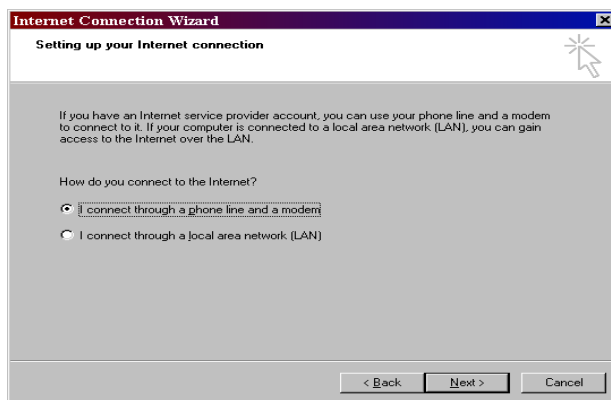 Internet Connection Wizard
Setting up your Internet connection
If you have an Internet service provider account, you can use your phone line and a modem
to connect to it. If your computer is connected to a local area network (LAN), you can gain
access to the Internet over the LAN.
How do you connect to the Internet?
I connect through a phone line and a modem
I connect through a local area network (LAN)
< Back Next > Cancel